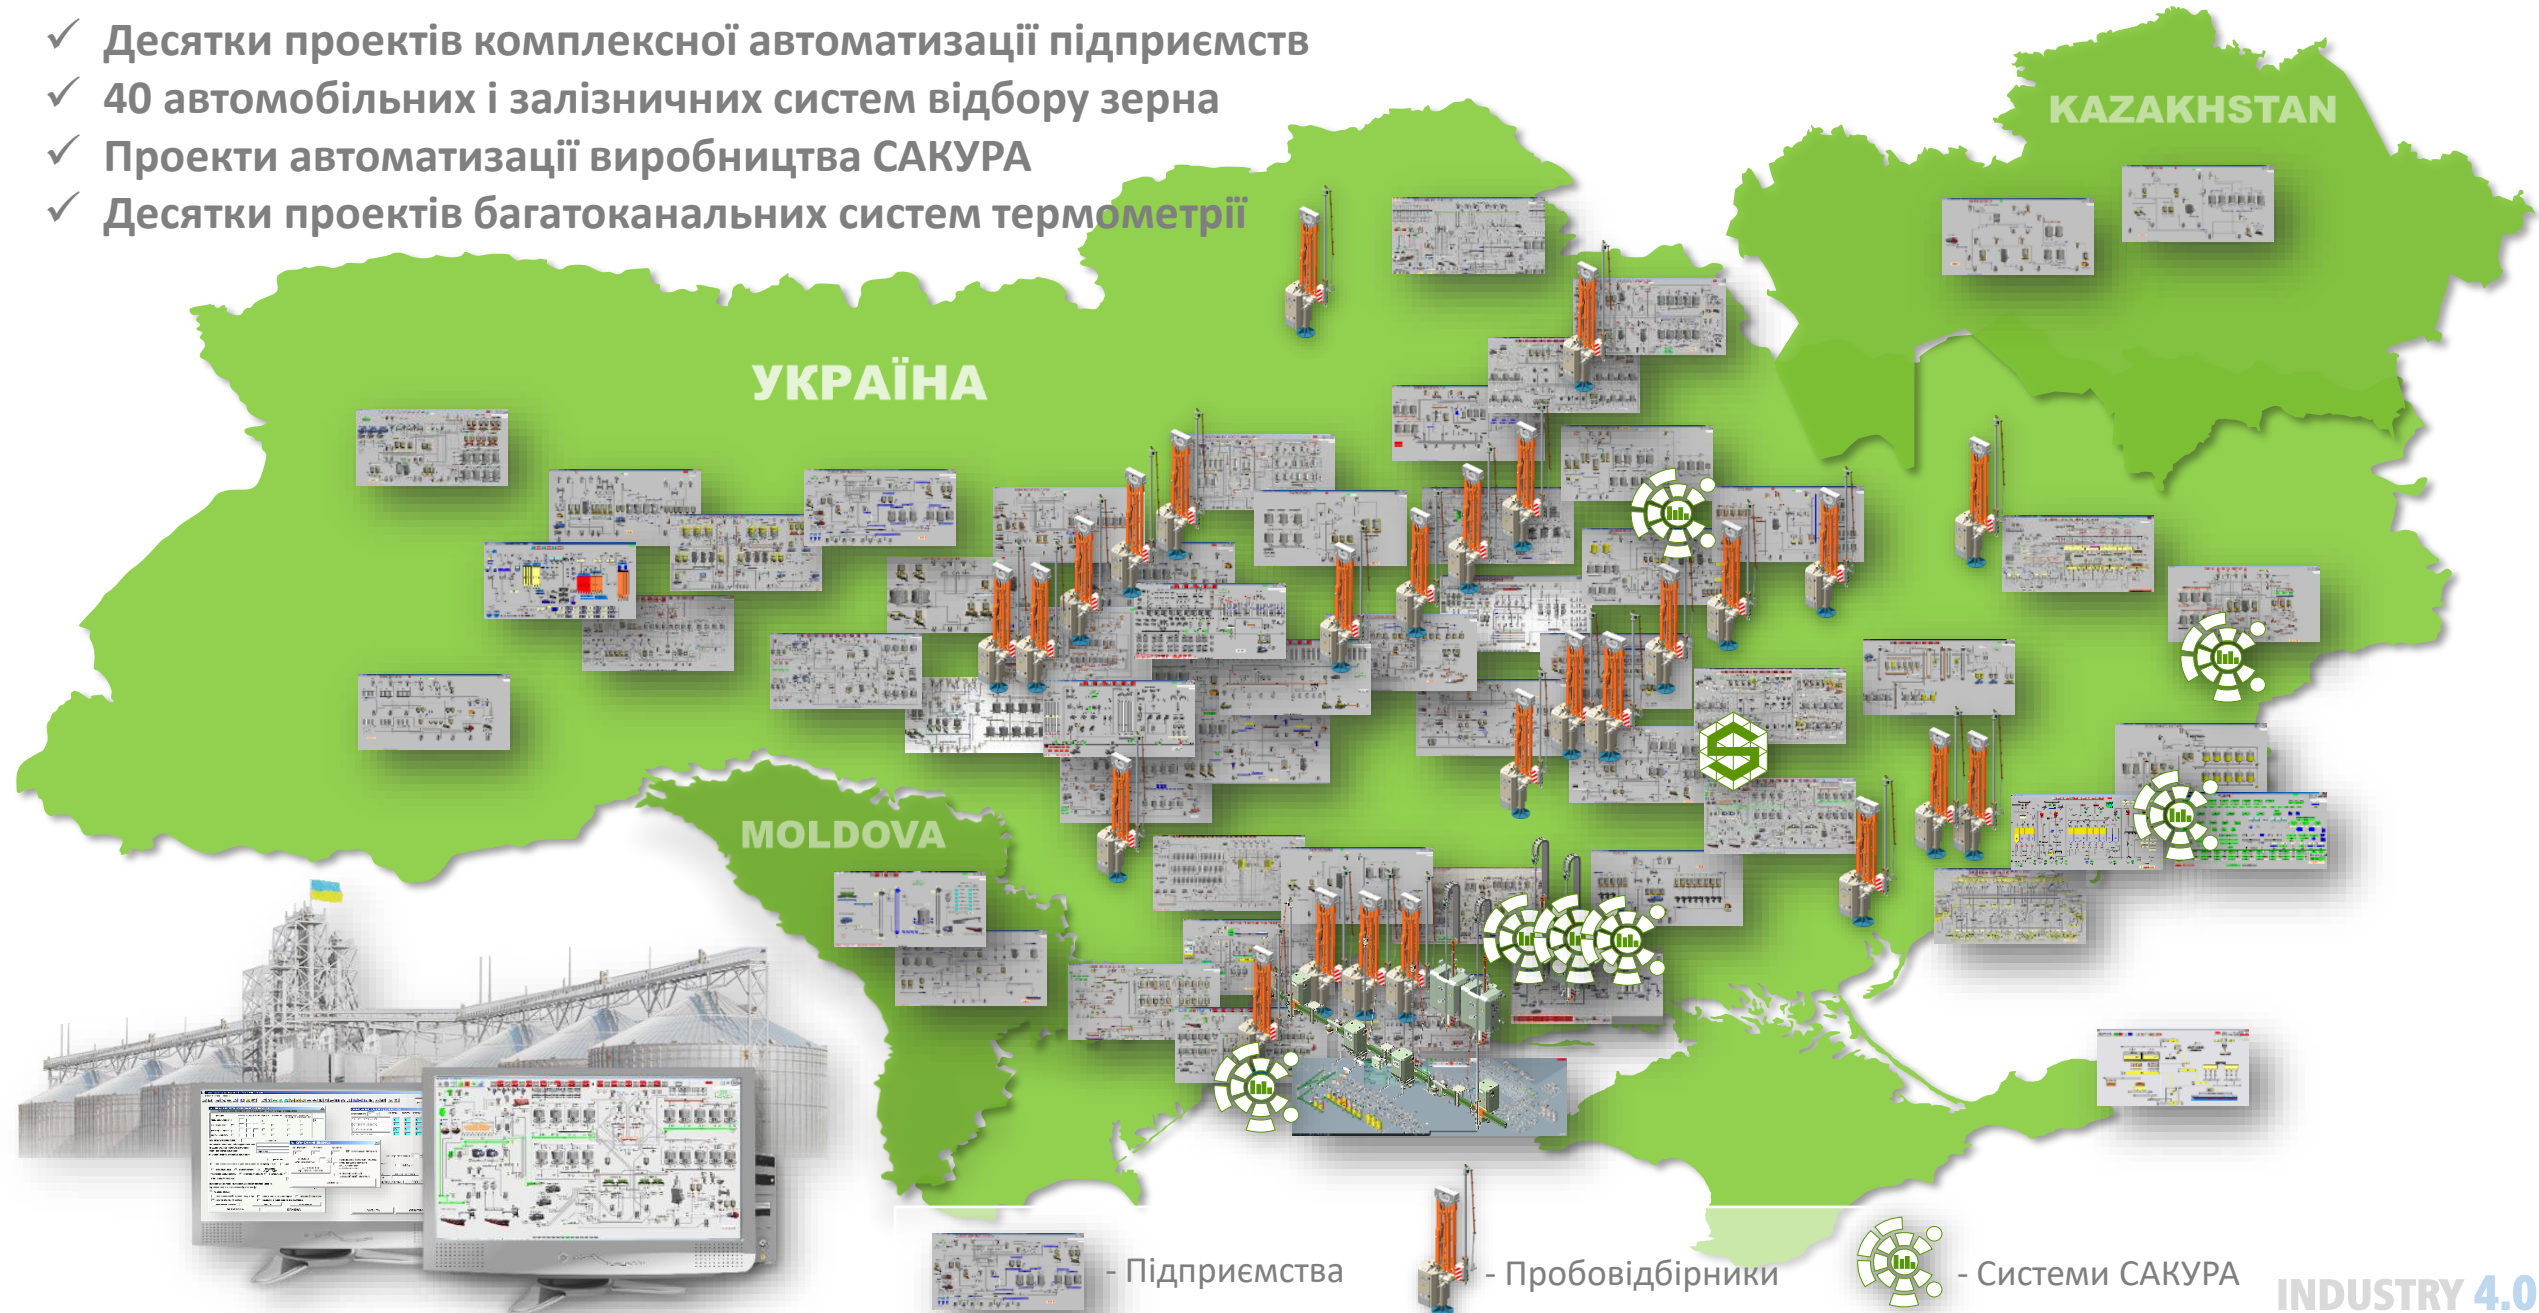 ✓ Десятки проектів комплексної автоматизації підприємств
✓ 40 автомобільних і залізничних систем відбору зерна
✓ Проекти автоматизації виробництва САКУРА
✓ Десятки проектів багатоканальних систем термометрії
KAZAKHSTAN
УКРАЇНА
MOLDOVA
- Підприємства
- Пробовідбірники
- Системи САКУРА
INDUSTRY 4.0